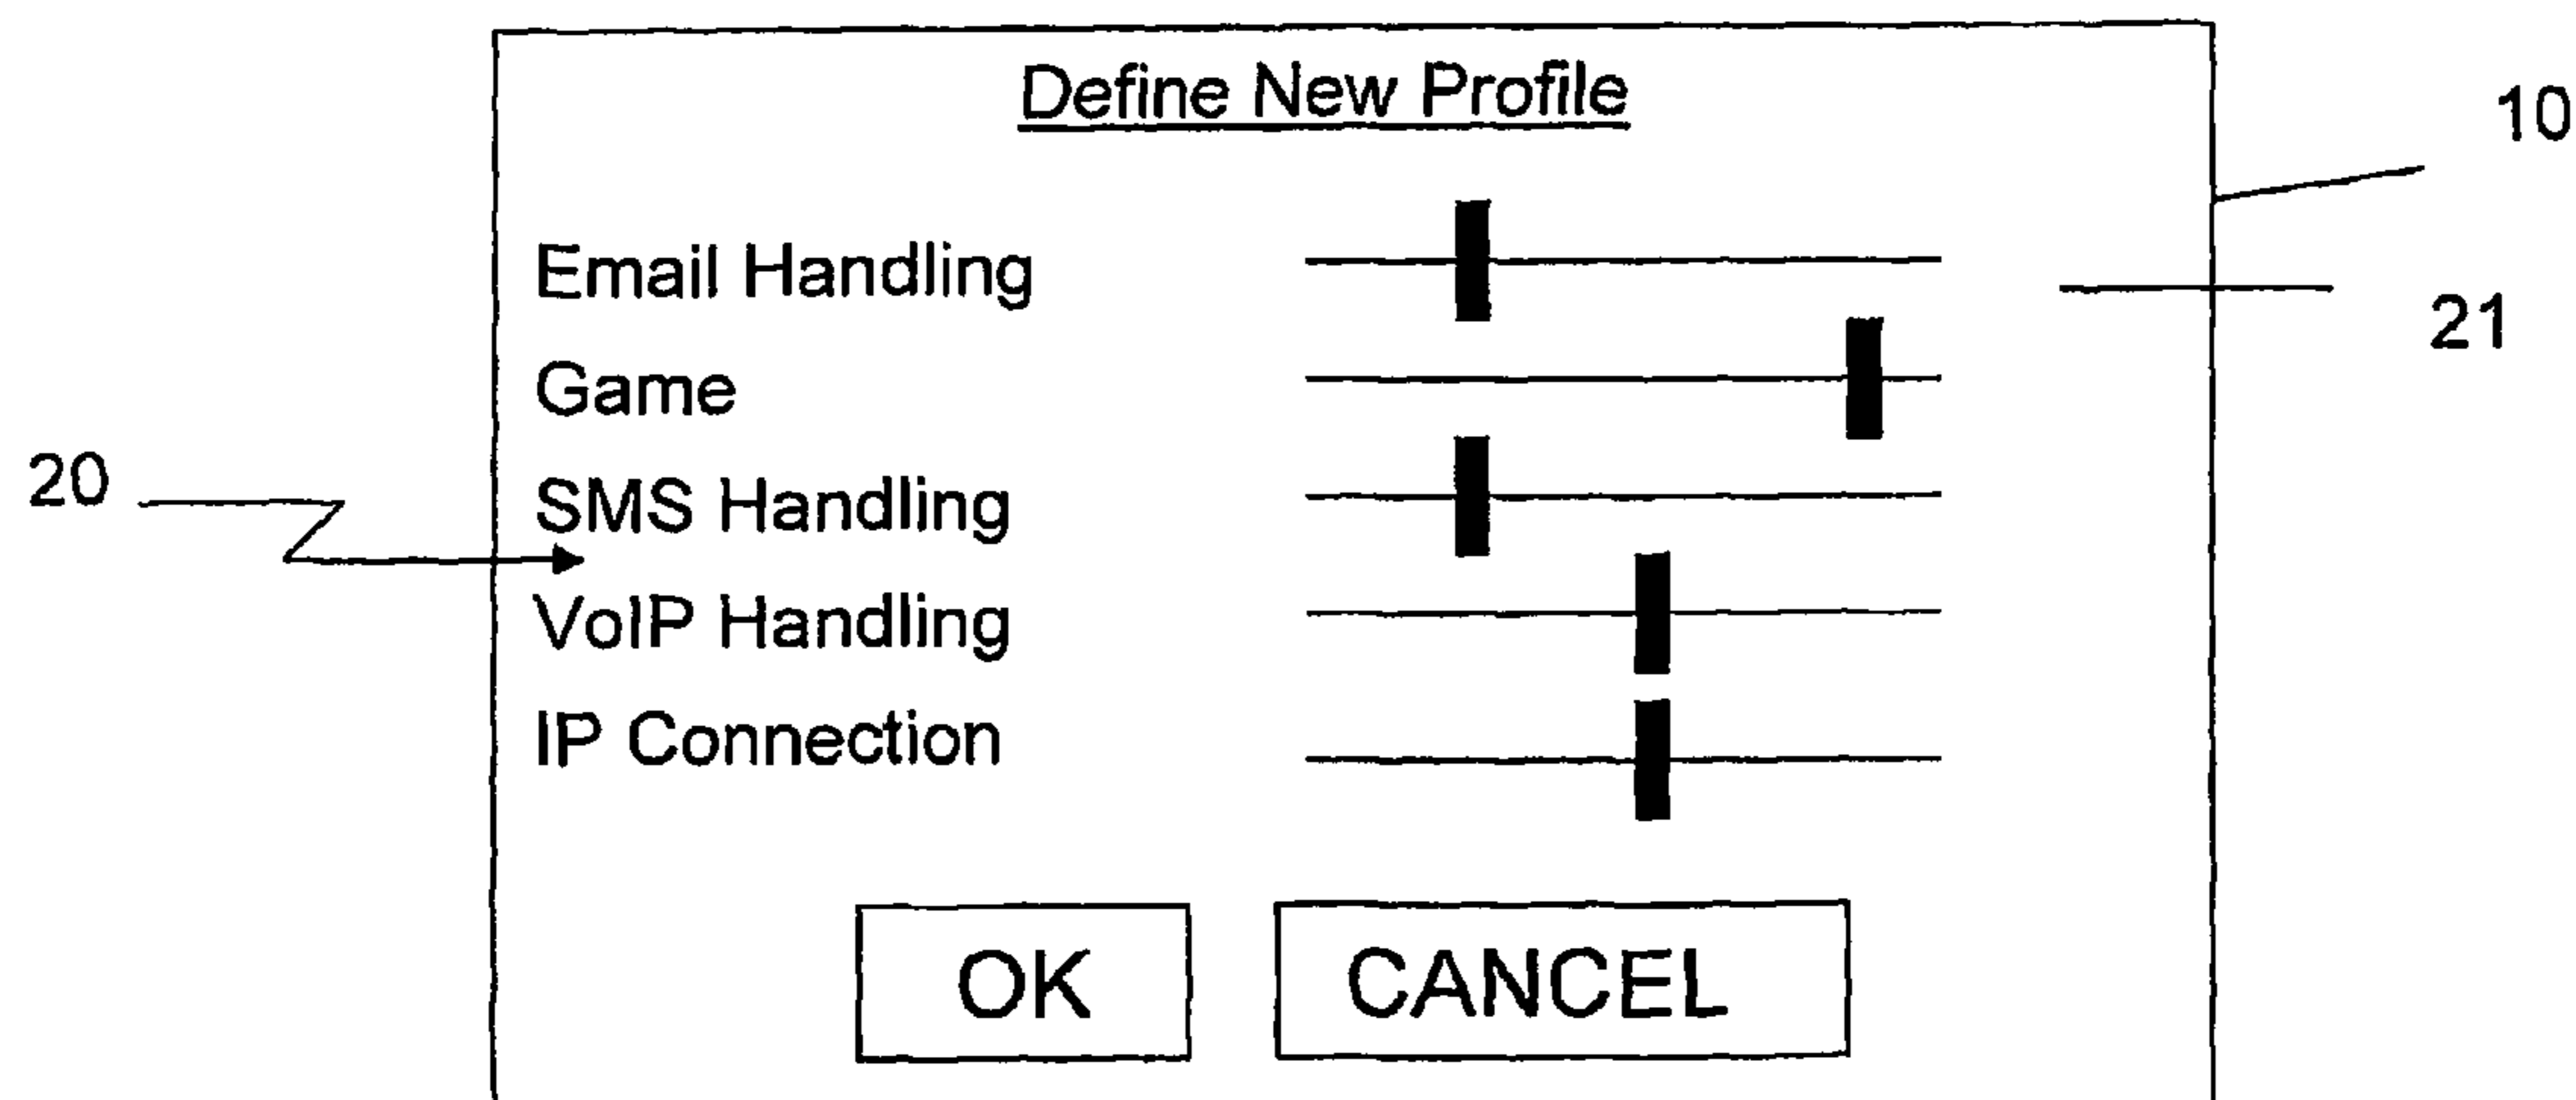 Define New Profile
10
Email Handling
21
Game
20
SMS Handling
VoIP Handling
IP Connection
OK
CANCEL